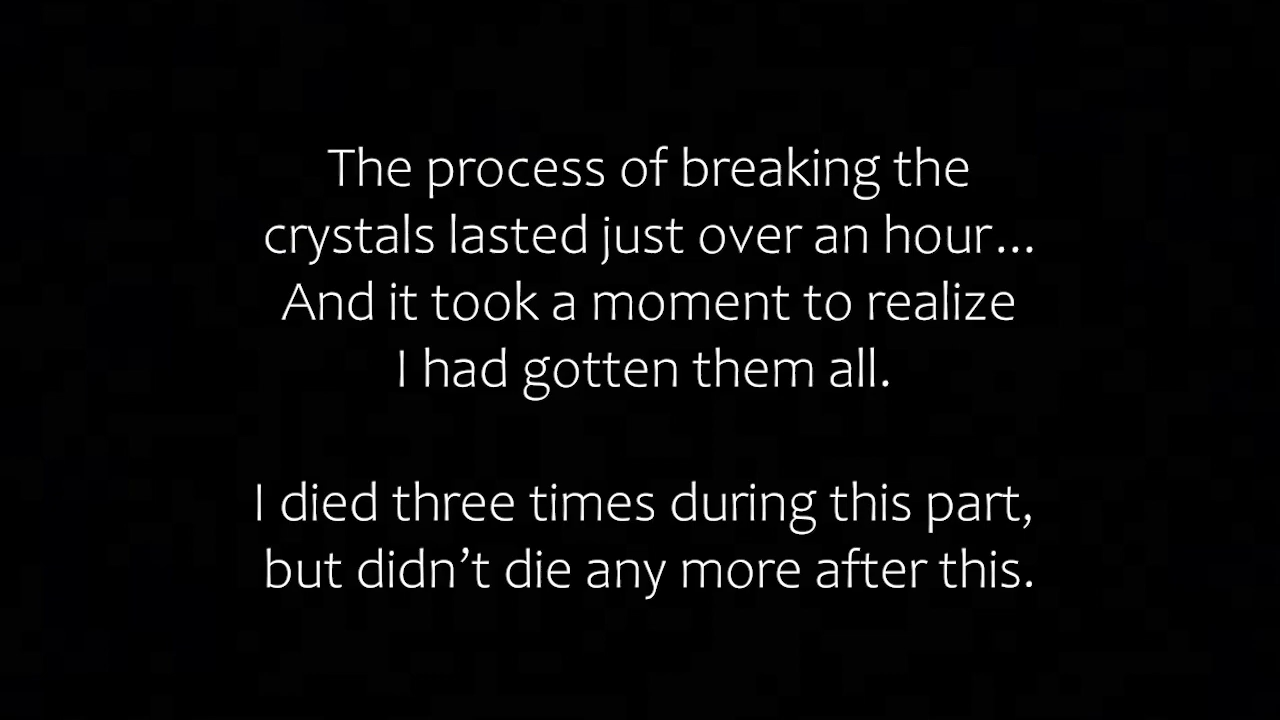 The process of breaking the
crystals lasted just over an hour...
And it took a moment to realize
I had gotten them all.
I died three times during this part,
but didn’t die any more after this.